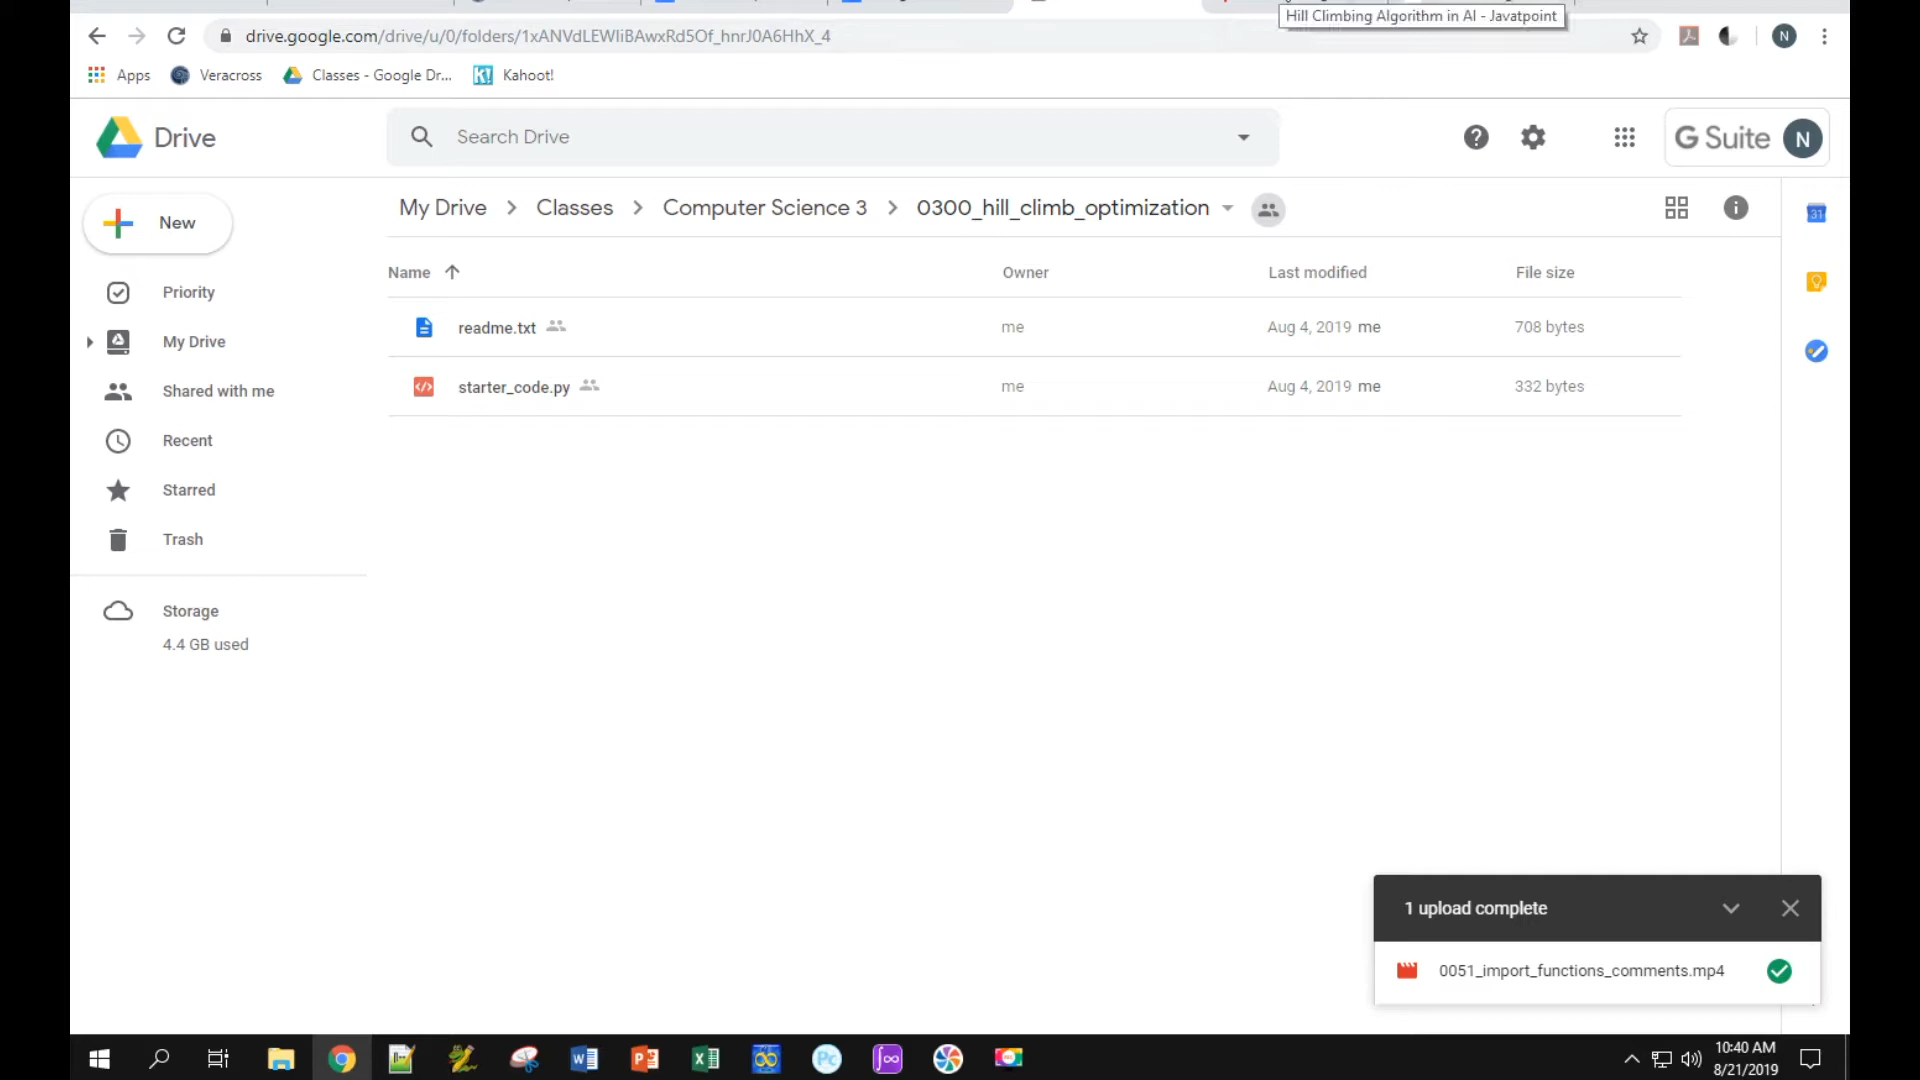 Hill Climbing Algorithm in AI - Javatpoint
drive.google.com/drive/u/0/folders/1xANVdLEWIiBAwxRd5Of_hnrJ0A6HhX_4
N
Apps
Veracross
Classes - Google Dr...
K!
Kahoot!
Drive
Search Drive
G Suite
N
New
My Drive
Classes
Computer Science 3
0300_hill_climb_optimization
31
Name
Owner
Last modified
File size
Priority
readme.txt
me
Aug 4, 2019 me
708 bytes
My Drive
starter_code.py
me
Aug 4, 2019 me
332 bytes
Shared with me
Recent
Starred
Trash
Storage
4.4 GB used
1 upload complete
0051_import_functions_comments.mp4
10:40 AM
8/21/2019